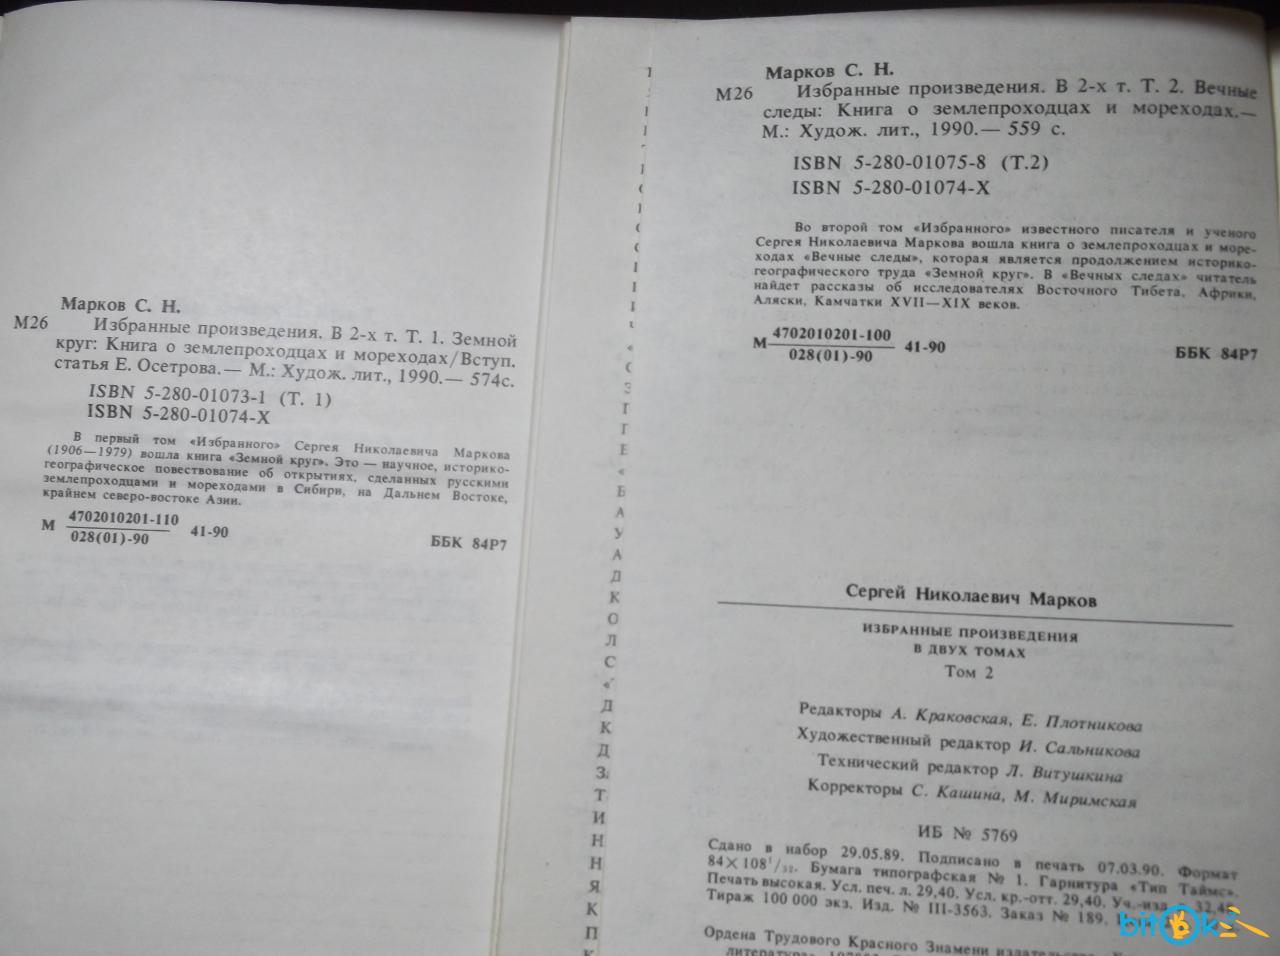 Марков С. Н.
М26 Избранные произведения. В 2-х т. Т. 1. Земной
круг: Книга о землепроходцах и мореходах/Вступ.
статья Е. Осетрова.— М.: Худож. лит., 1990.— 574с.
ISBN 5-280-01073-1 (Т. 1)
ISBN 5-280-01074-X
В первый том «Избранного» Сергея Николаевича Маркова
(1906—1979) вошла книга «Земной круг». Это — научное, историко-
географическое повествование об открытиях, сделанных русскими
землепроходцами и мореходами в Сибири, на Дальнем Востоке,
крайнем северо-востоке Азии.
М 4702010201-110
028(01)-90 41-90
ББК 84Р7
Марков С. Н.
М26 Избранные произведения. В 2-х т. Т. 2. Вечные
следы: Книга о землепроходцах и мореходах.—
М.: Худож. лит., 1990.— 559 с.
ISBN 5-280-01075-8 (Т.2)
ISBN 5-280-01074-X
Во второй том «Избранного» известного писателя и ученого
Сергея Николаевича Маркова вошла книга о землепроходцах и море-
ходах «Вечные следы», которая является продолжением историко-
географического труда «Земной круг». В «Вечных следах» читатель
найдет рассказы об исследователях Восточного Тибета, Африки,
Аляски, Камчатки XVII—XIX веков.
М 4702010201-100
028(01)-90 41-90
ББК 84Р7
Сергей Николаевич Марков
ИЗБРАННЫЕ ПРОИЗВЕДЕНИЯ
В ДВУХ ТОМАХ
Том 2
Редакторы А. Краковская, Е. Плотникова
Художественный редактор И. Сальникова
Технический редактор Л. Витушкина
Корректоры С. Кашина, М. Миримская
ИБ № 5769
Сдано в набор 29.05.89. Подписано в печать 07.03.90. Формат
84×108¹/₃₂. Бумага типографская № 1. Гарнитура «Тип Таймс».
Печать высокая. Усл. печ. л. 29,40. Усл. кр.-отт. 29,40. Уч.-изд.
Тираж 100 000 экз. Изд. № III-3563. Заказ № 189.
Ордена Трудового Красного Знамени
bitOk